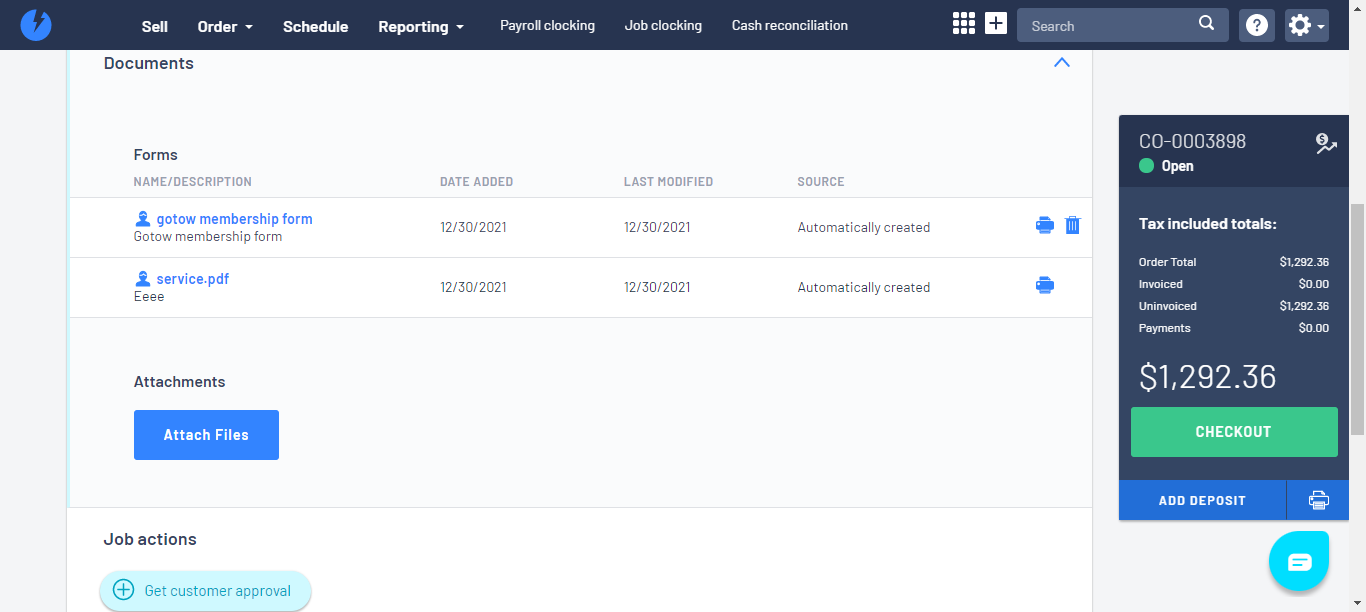 Sell Order Schedule Reporting Payroll clocking Job clocking Cash reconciliation Search
Documents
Forms
NAME/DESCRIPTION DATE ADDED LAST MODIFIED SOURCE
gotow membership form
Gotow membership form 12/30/2021 12/30/2021 Automatically created
service.pdf
Eeee 12/30/2021 12/30/2021 Automatically created
Attachments
Attach Files
Job actions
Get customer approval
CO-0003898
Open
Tax included totals:
Order Total $1,292.36
Invoiced $0.00
Uninvoiced $1,292.36
Payments $0.00
$1,292.36
CHECKOUT
ADD DEPOSIT